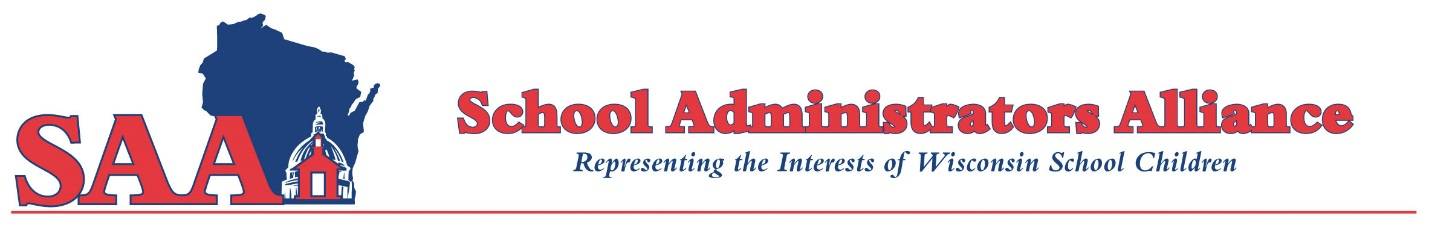 SAA
School Administrators Alliance
Representing the Interests of Wisconsin School Children